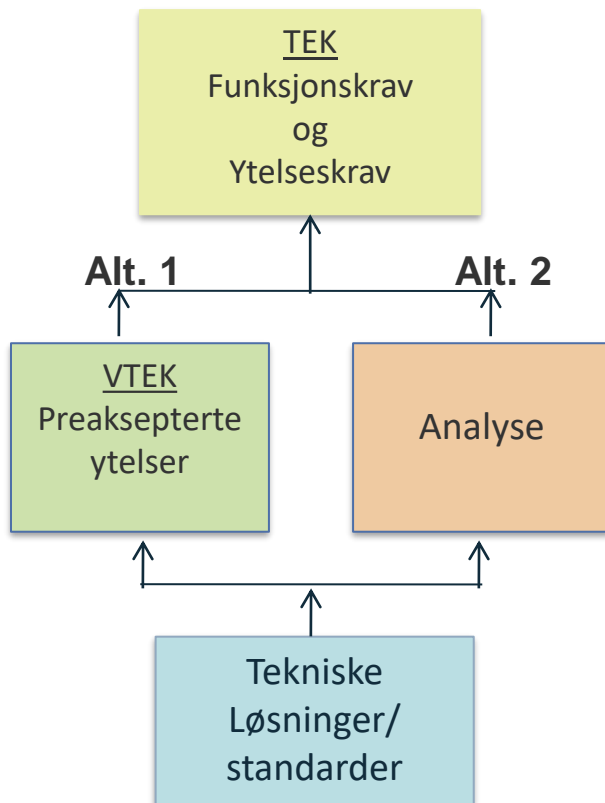 TEK
Funksjonskrav
og
Ytelseskrav
Alt. 1
Alt. 2
VTEK
Preaksepterte
ytelser
Analyse
Tekniske
Løsninger/
standarder